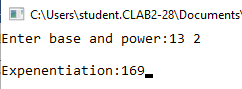 C:\Users\student.CLAB2-28\Documents\
Enter base and power:13 2
Expenentiation:169